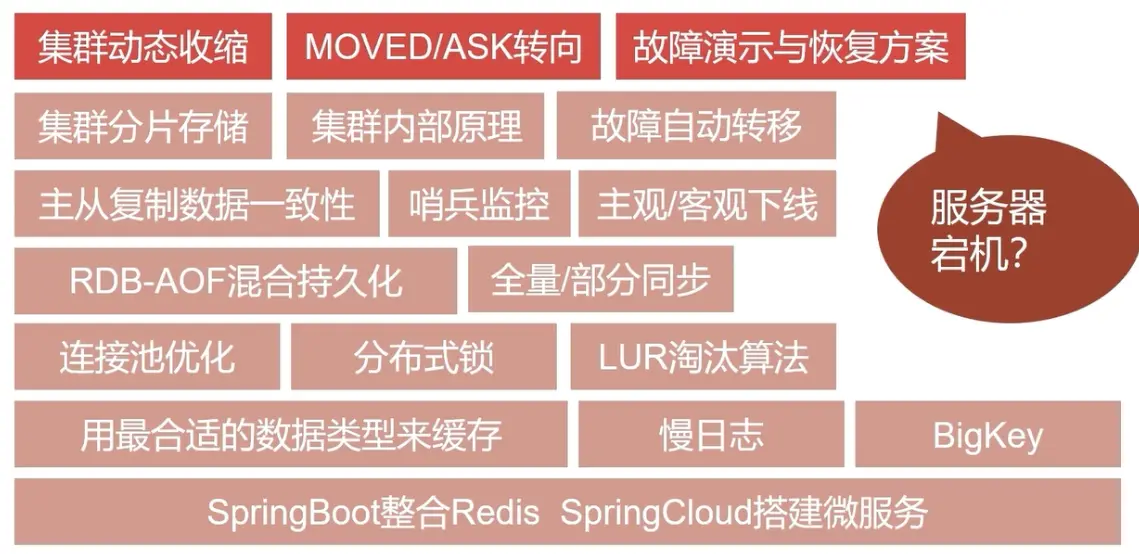 集群动态收缩 MOVED/ASK转向 故障演示与恢复方案
集群分片存储 集群内部原理 故障自动转移
主从复制数据一致性 哨兵监控 主观/客观下线
服务器
宕机?
RDB-AOF混合持久化 全量/部分同步
连接池优化 分布式锁 LUR淘汰算法
用最合适的数据类型来缓存 慢日志 BigKey
SpringBoot整合Redis SpringCloud搭建微服务